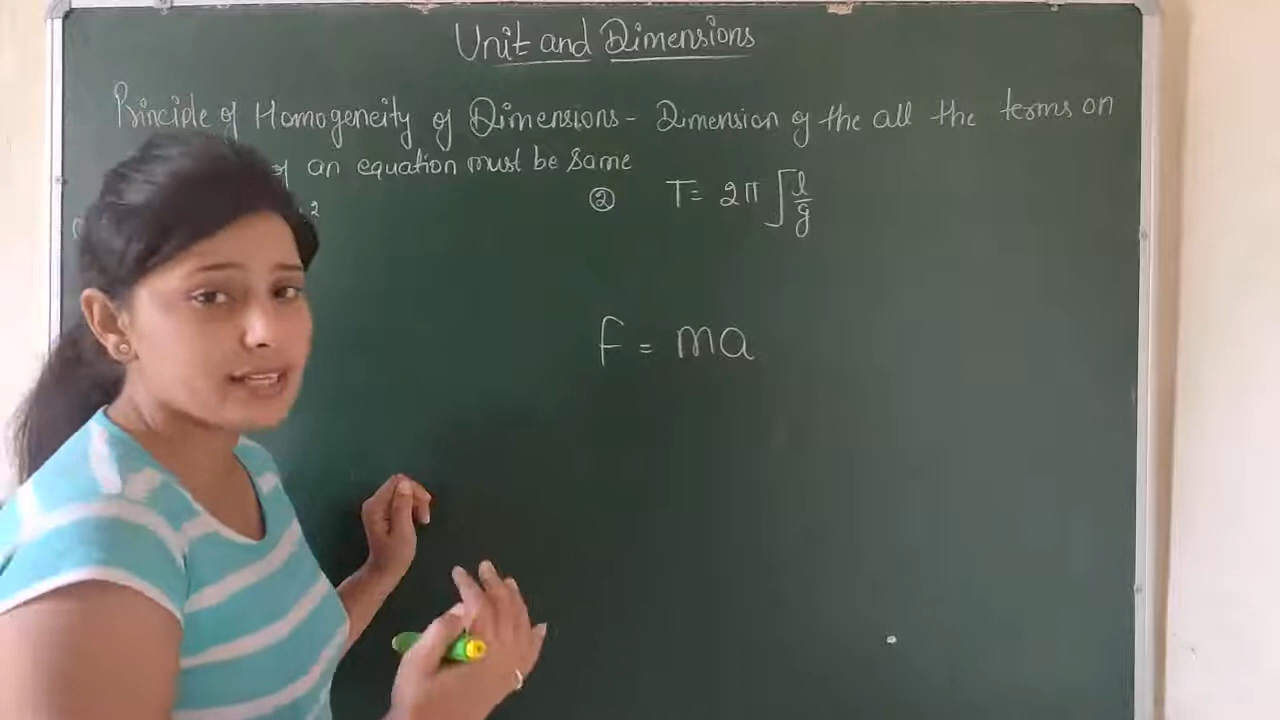 Unit and Dimensions
Principle of Homogeneity of Dimensions - Dimension of the all the terms on
of an equation must be same
② T = 2π √l/g
F = ma